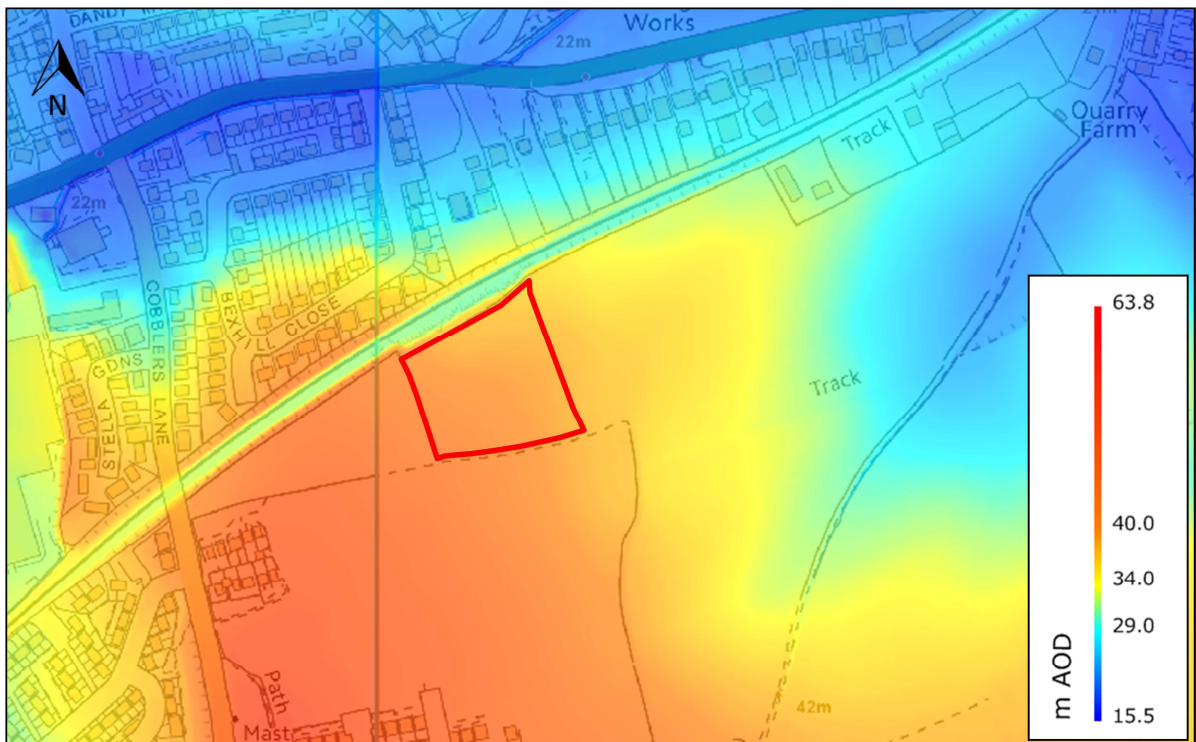 DANDY
Works
22m
N
Quarry
Farm
Track
22m
COBBLERS LANE
BEXHILL CLOSE
GDNS
STELLA
Track
63.8
40.0
34.0
29.0
15.5
m AOD
Path
Mast
42m